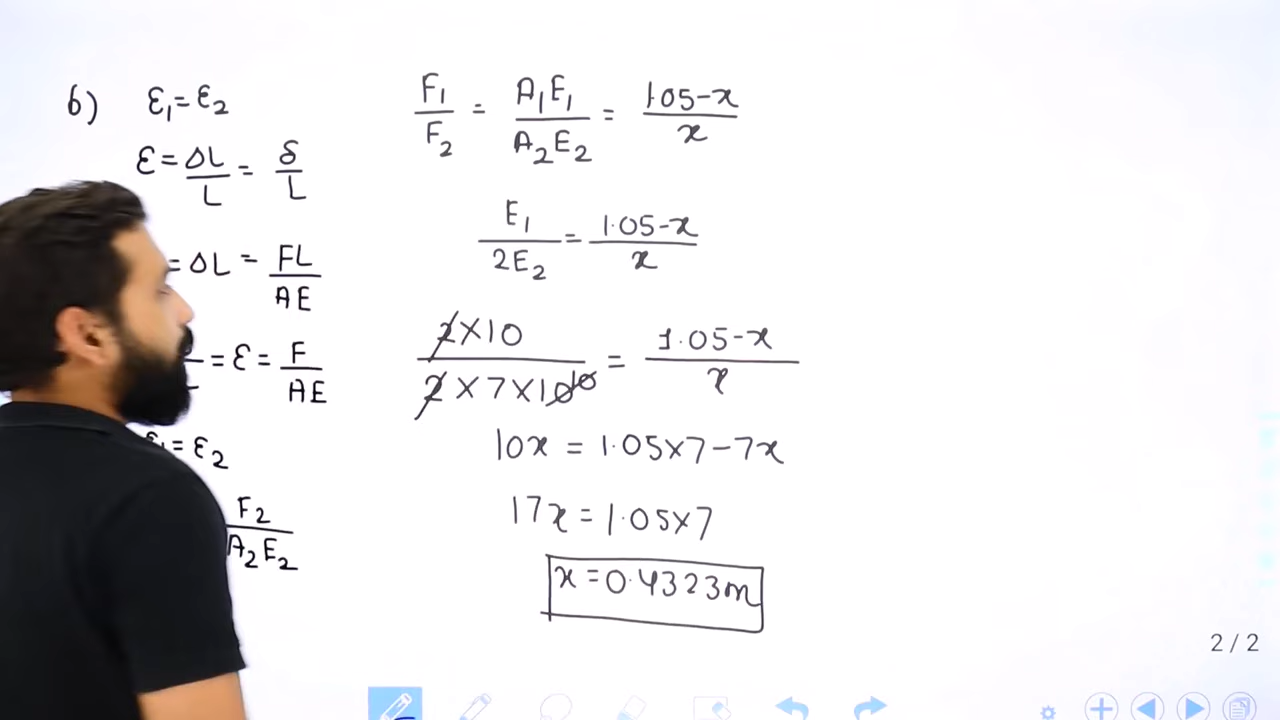 6) ε₁=ε₂
ε = ΔL/L = δ/L
= ΔL = FL/AE
= ε = F/AE
ε₁ = ε₂
F₂/A₂E₂
F₁/F₂ = A₁E₁/A₂E₂ = 1.05-x/x
E₁/2E₂ = 1.05-x/x
2×10/2×7×10¹⁰ = 1.05-x/x
10x = 1.05×7-7x
17x = 1.05×7
x = 0.4323m
2 / 2